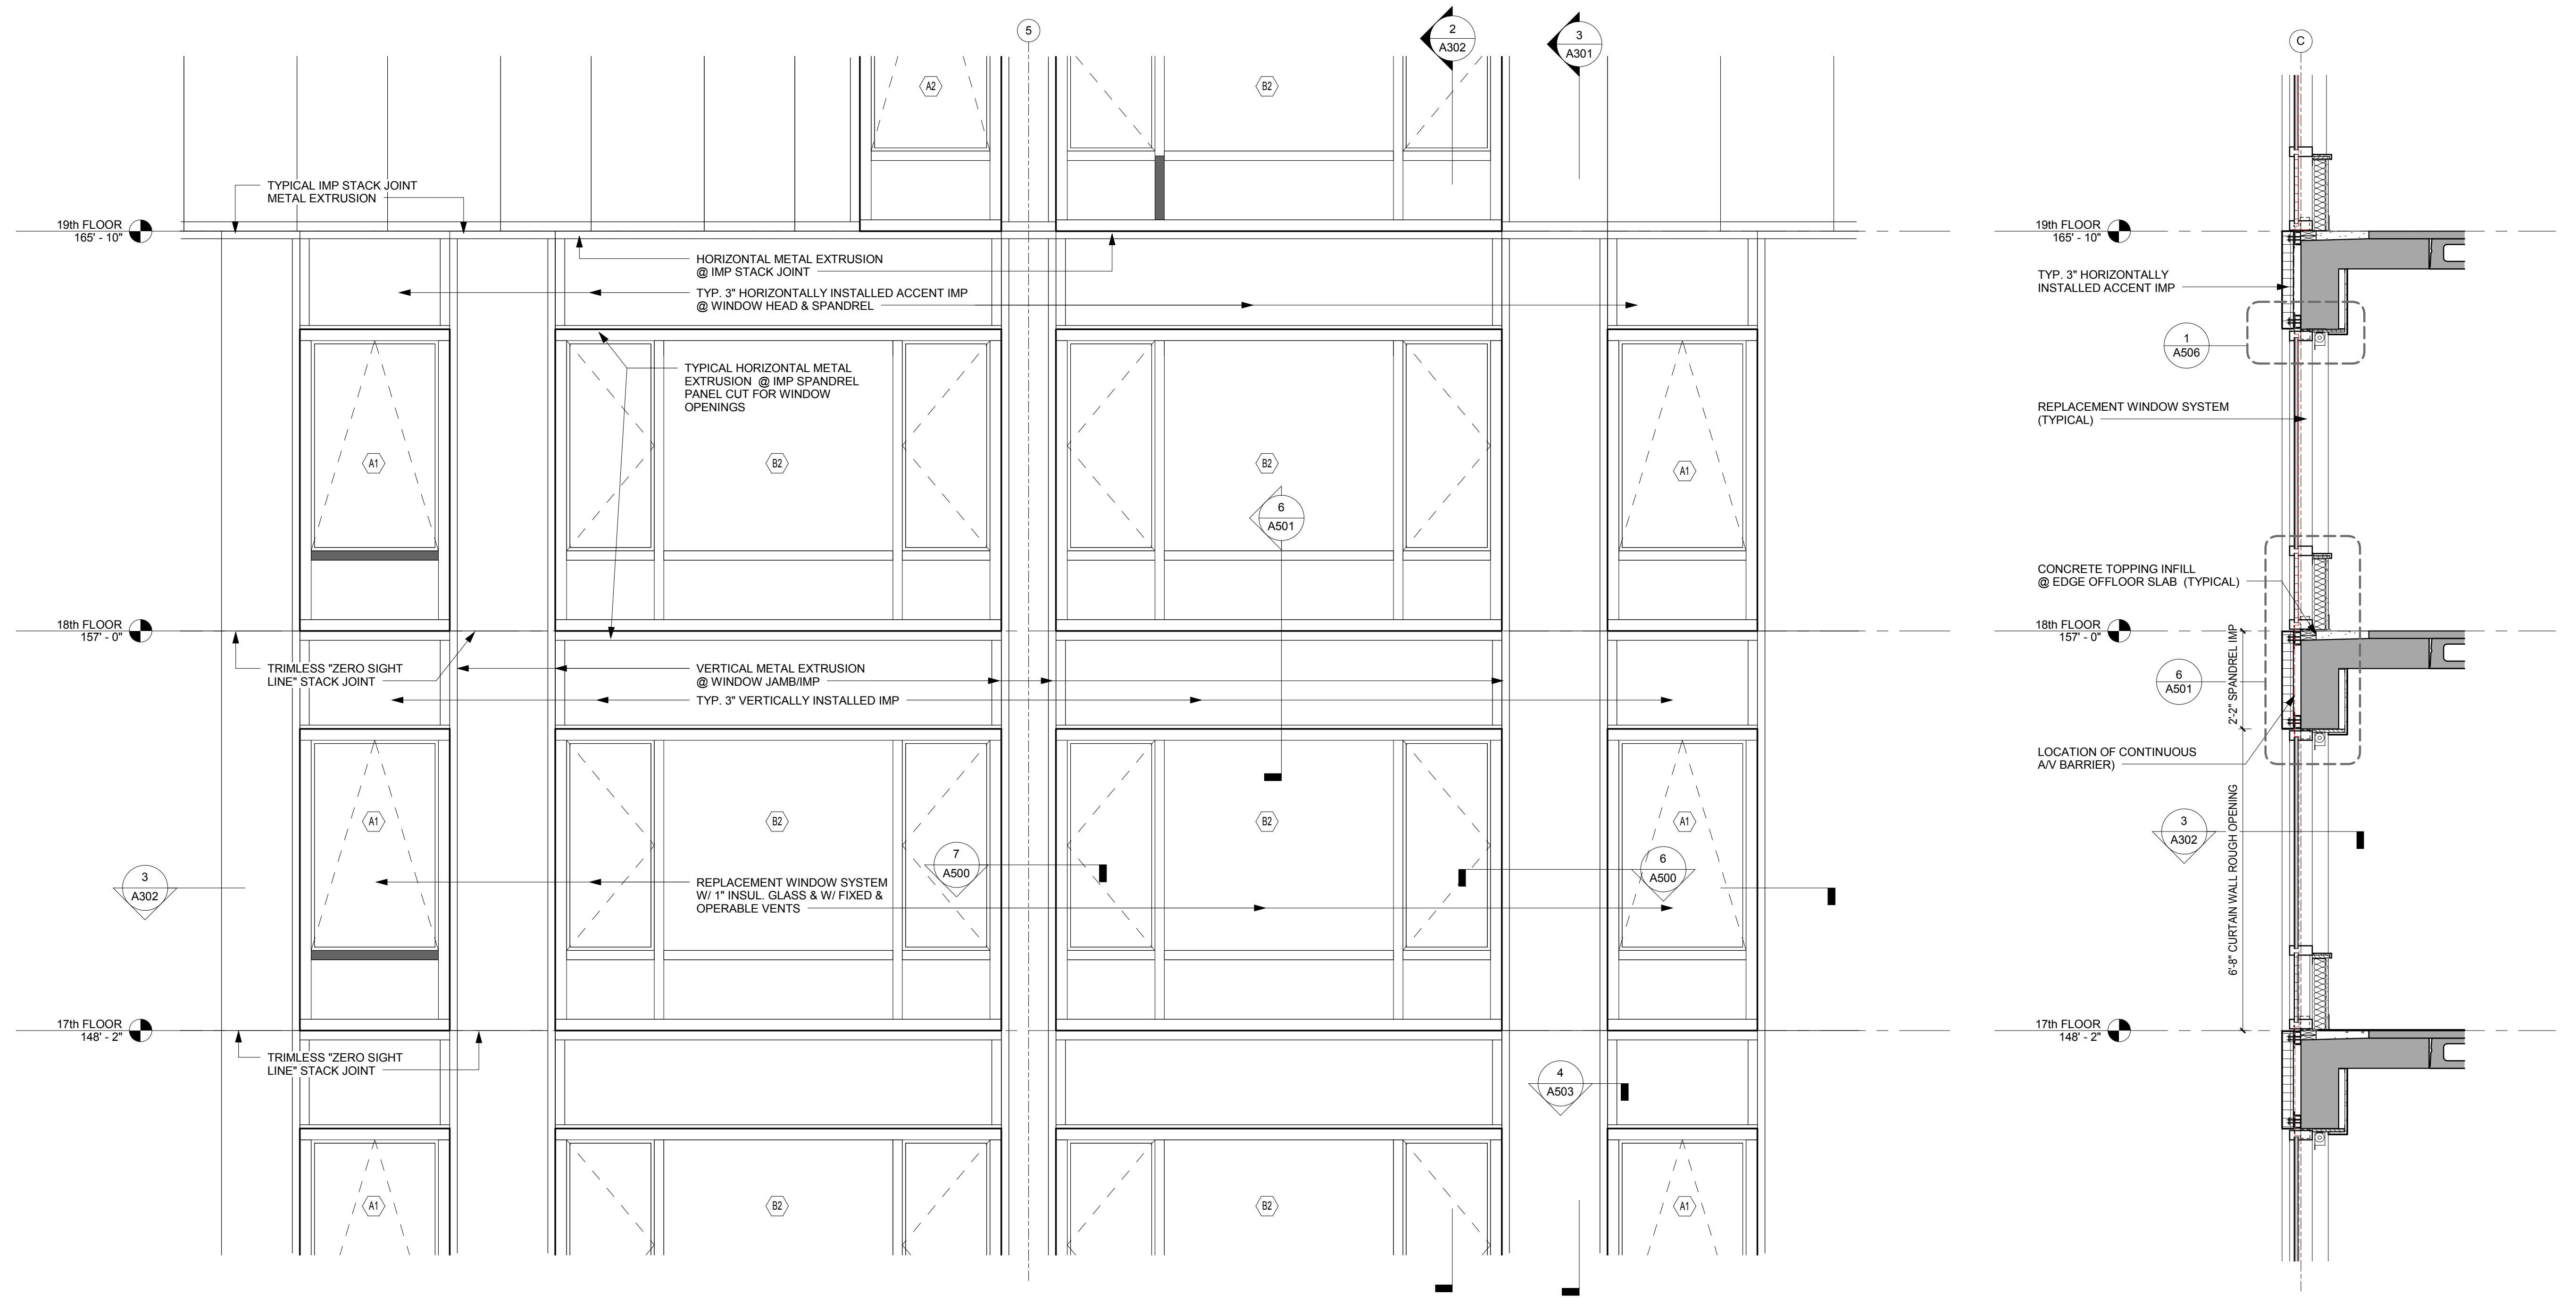 5
2
A302
3
A301
C
A2
B2
TYPICAL IMP STACK JOINT
METAL EXTRUSION
19th FLOOR
165' - 10"
HORIZONTAL METAL EXTRUSION
@ IMP STACK JOINT
TYP. 3" HORIZONTALLY INSTALLED ACCENT IMP
@ WINDOW HEAD & SPANDREL
TYPICAL HORIZONTAL METAL
EXTRUSION @ IMP SPANDREL
PANEL CUT FOR WINDOW
OPENINGS
A1
B2
B2
A1
6
A501
18th FLOOR
157' - 0"
TRIMLESS "ZERO SIGHT
LINE" STACK JOINT
VERTICAL METAL EXTRUSION
@ WINDOW JAMB/IMP
TYP. 3" VERTICALLY INSTALLED IMP
A1
B2
B2
A1
3
A302
REPLACEMENT WINDOW SYSTEM
W/ 1" INSUL. GLASS & W/ FIXED &
OPERABLE VENTS
7
A500
6
A500
17th FLOOR
148' - 2"
TRIMLESS "ZERO SIGHT
LINE" STACK JOINT
4
A503
A1
B2
B2
A1
19th FLOOR
165' - 10"
TYP. 3" HORIZONTALLY
INSTALLED ACCENT IMP
1
A506
REPLACEMENT WINDOW SYSTEM
(TYPICAL)
CONCRETE TOPPING INFILL
@ EDGE OFFLOOR SLAB (TYPICAL)
18th FLOOR
157' - 0"
2'-2" SPANDREL IMP
6
A501
LOCATION OF CONTINUOUS
A/V BARRIER)
6'-8" CURTAIN WALL ROUGH OPENING
3
A302
17th FLOOR
148' - 2"